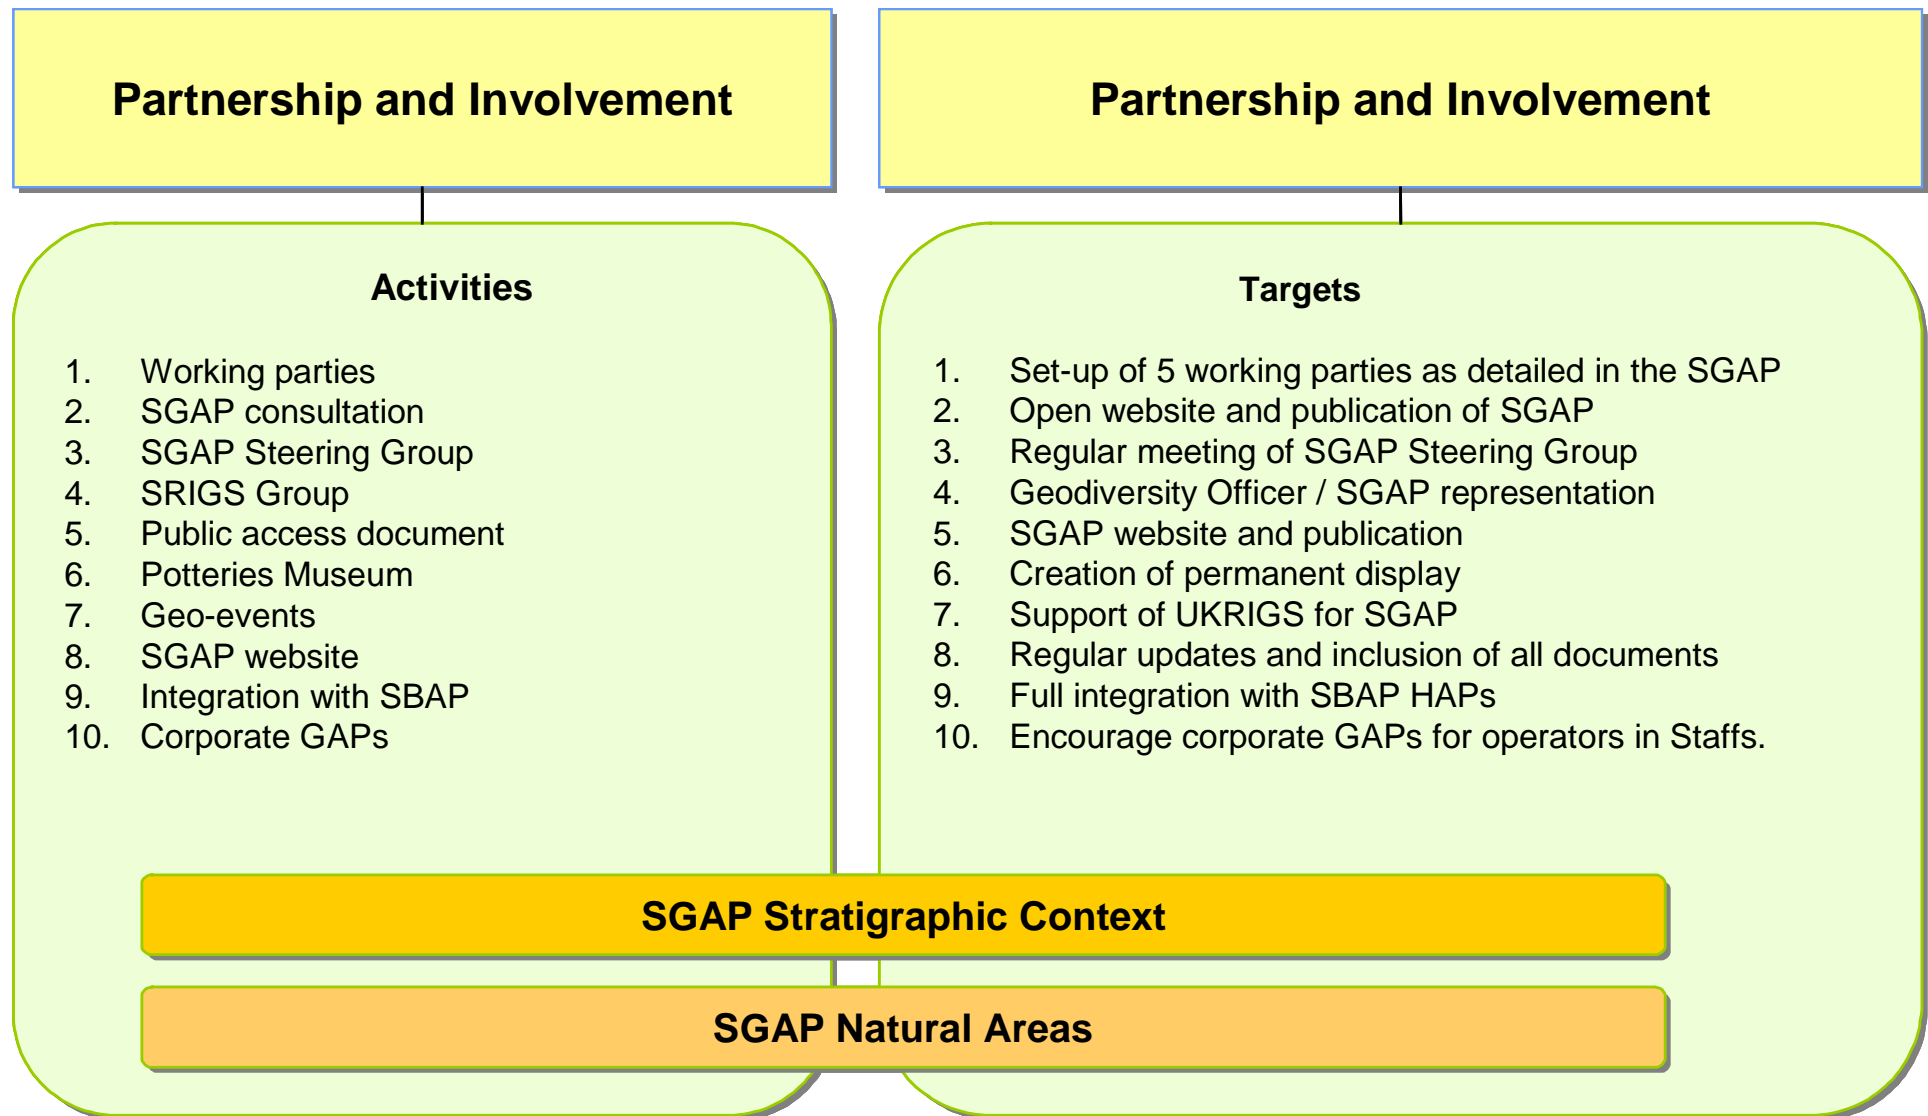 Partnership and Involvement
Activities
1. Working parties
2. SGAP consultation
3. SGAP Steering Group
4. SRIGS Group
5. Public access document
6. Potteries Museum
7. Geo-events
8. SGAP website
9. Integration with SBAP
10. Corporate GAPs
Partnership and Involvement
Targets
1. Set-up of 5 working parties as detailed in the SGAP
2. Open website and publication of SGAP
3. Regular meeting of SGAP Steering Group
4. Geodiversity Officer / SGAP representation
5. SGAP website and publication
6. Creation of permanent display
7. Support of UKRIGS for SGAP
8. Regular updates and inclusion of all documents
9. Full integration with SBAP HAPs
10. Encourage corporate GAPs for operators in Staffs.
SGAP Stratigraphic Context
SGAP Natural Areas